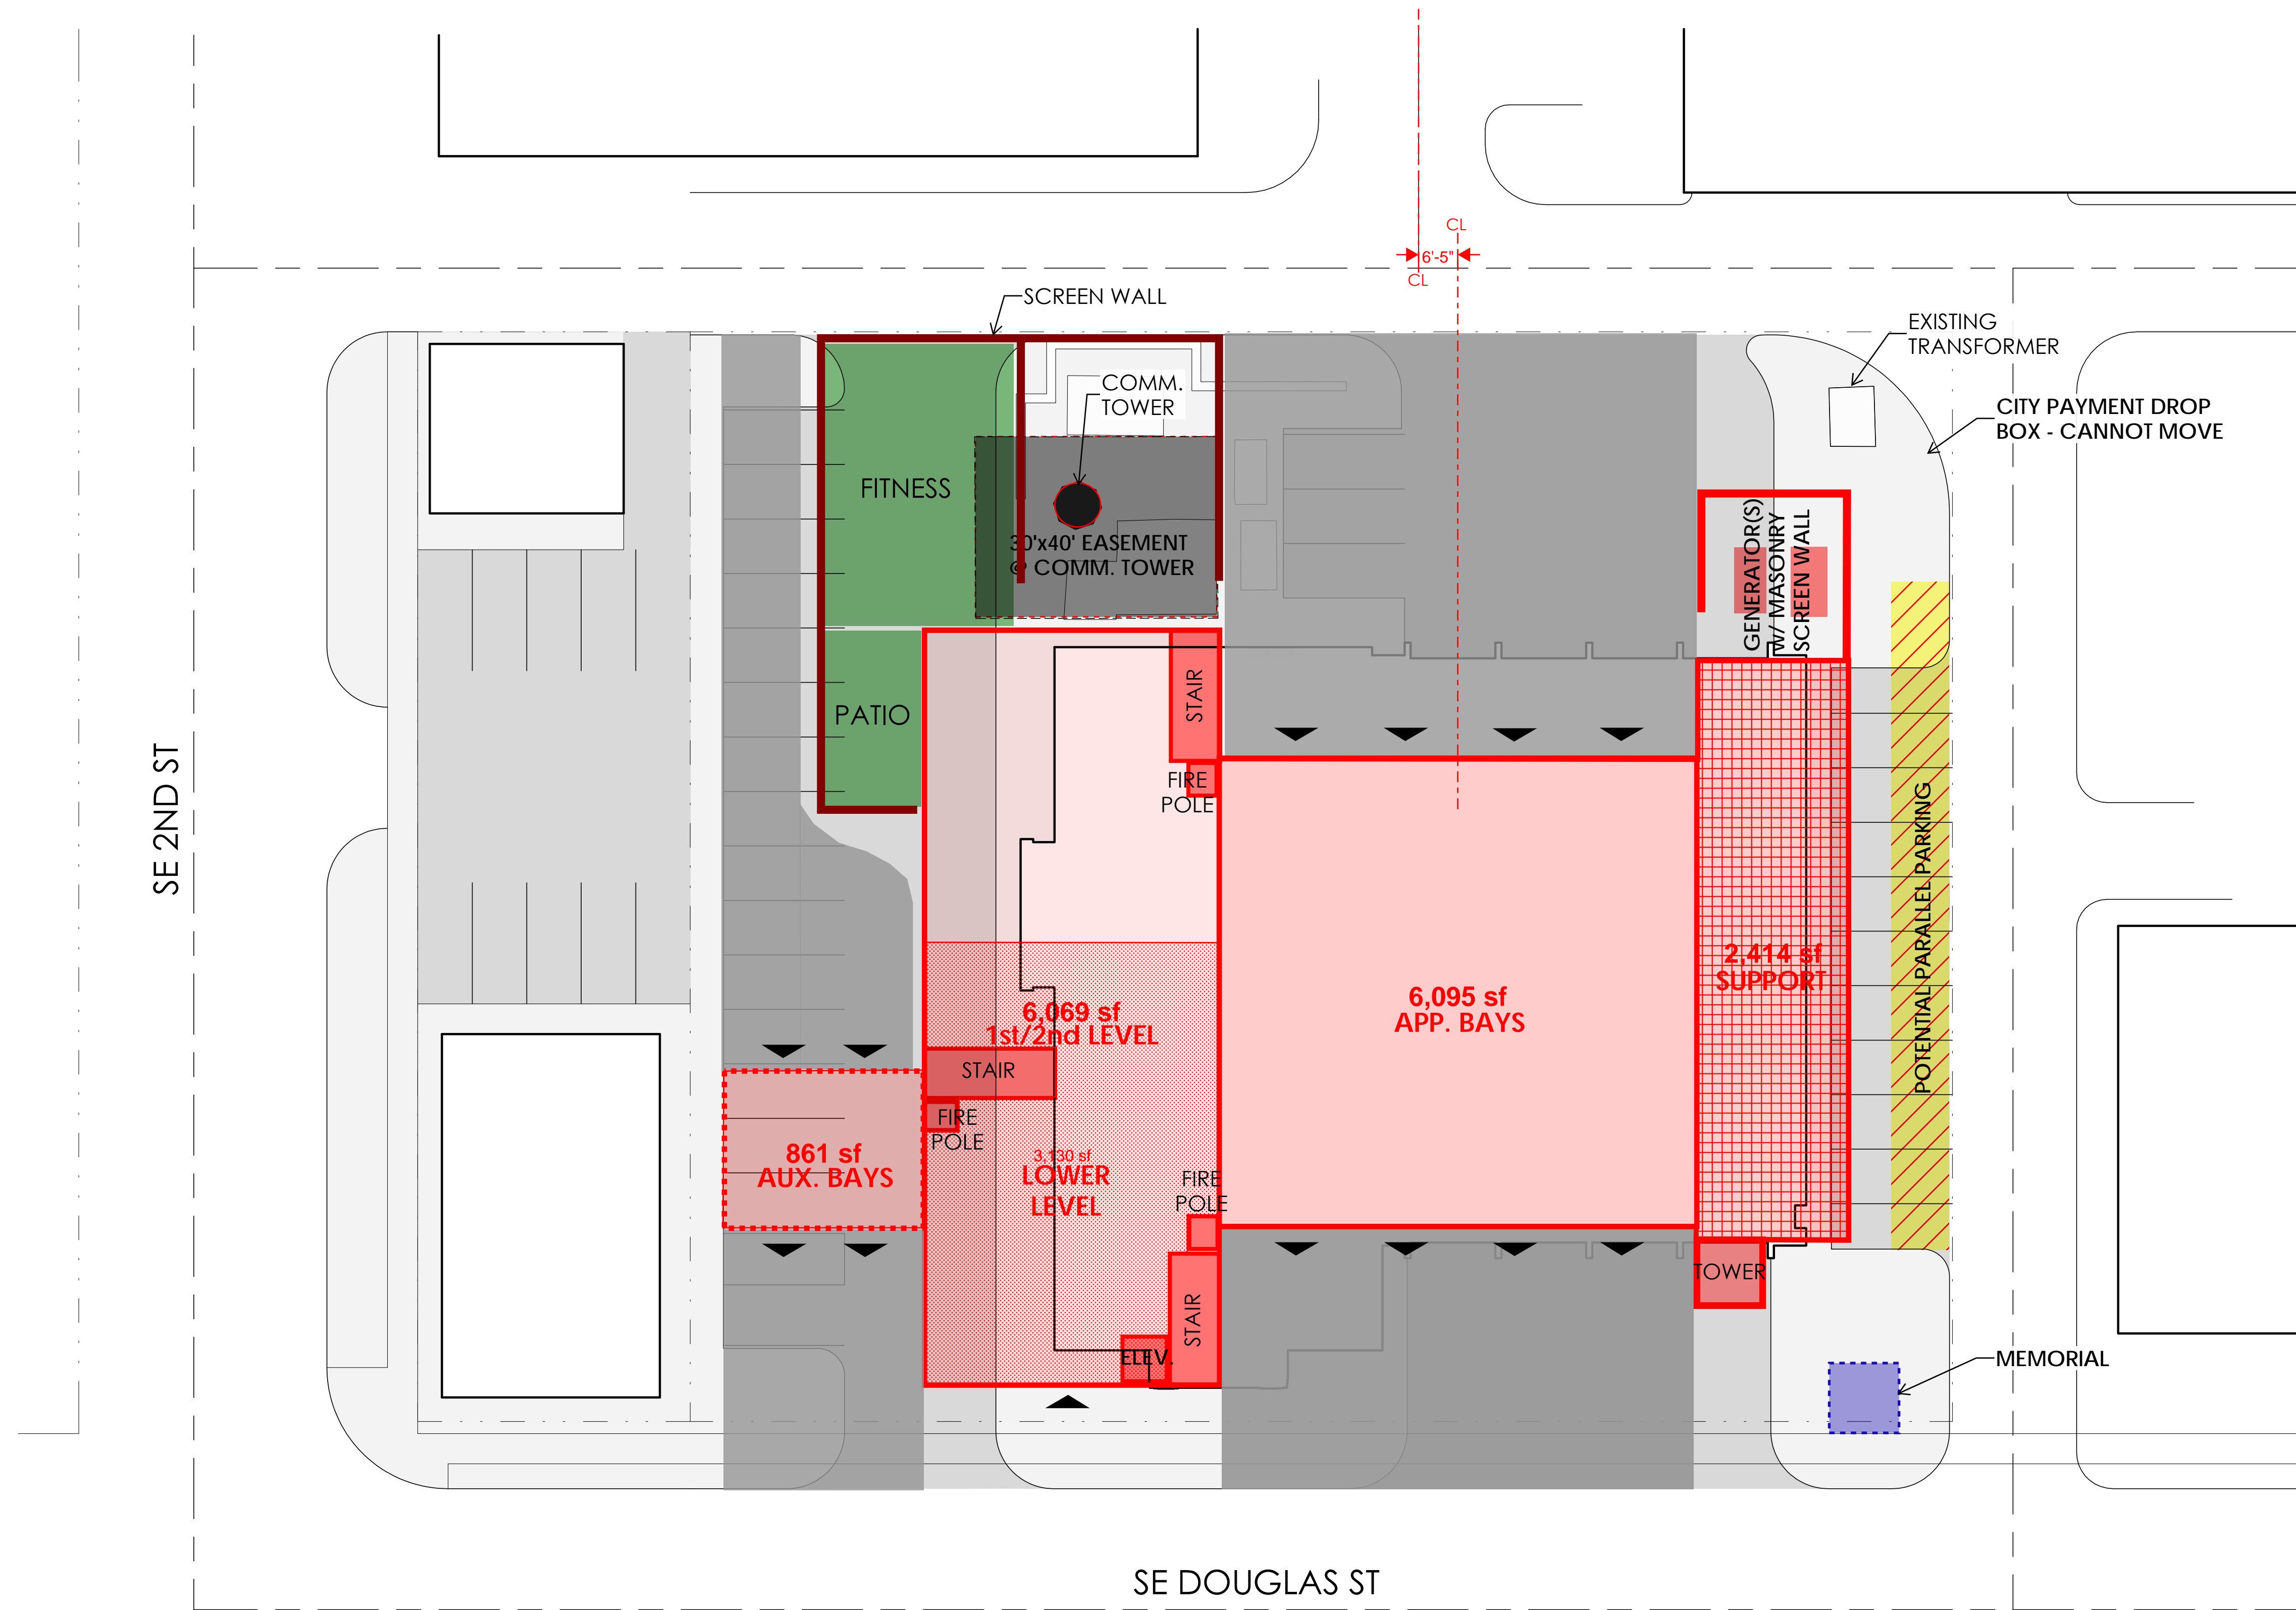 CL
6'-5"
CL
SCREEN WALL
EXISTING
TRANSFORMER
COMM.
TOWER
CITY PAYMENT DROP
BOX - CANNOT MOVE
FITNESS
30'x40' EASEMENT
@ COMM. TOWER
GENERATOR(S)
W/ MASONRY
SCREEN WALL
STAIR
PATIO
FIRE
POLE
SE 2ND ST
POTENTIAL PARALLEL PARKING
2,414 sf
SUPPORT
6,095 sf
APP. BAYS
6,069 sf
1st/2nd LEVEL
STAIR
FIRE
POLE
861 sf
AUX. BAYS
3,130 sf
LOWER
LEVEL
FIRE
POLE
TOWER
STAIR
ELEV.
MEMORIAL
SE DOUGLAS ST